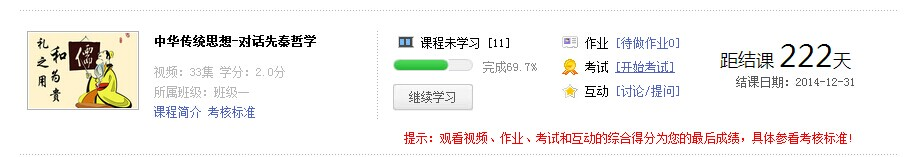 礼之用
和为貴
儒
中华传统思想-对话先秦哲学
视频: 33集 学分: 2.0分
所属班级: 班级一
课程简介 考核标准
课程未学习 [11]
完成69.7%
继续学习
作业 [待做作业0]
考试 [开始考试]
互动 [讨论/提问]
距结课 222天
结课日期: 2014-12-31
提示: 观看视频、作业、考试和互动的综合得分为您的最后成绩，具体参看考核标准!